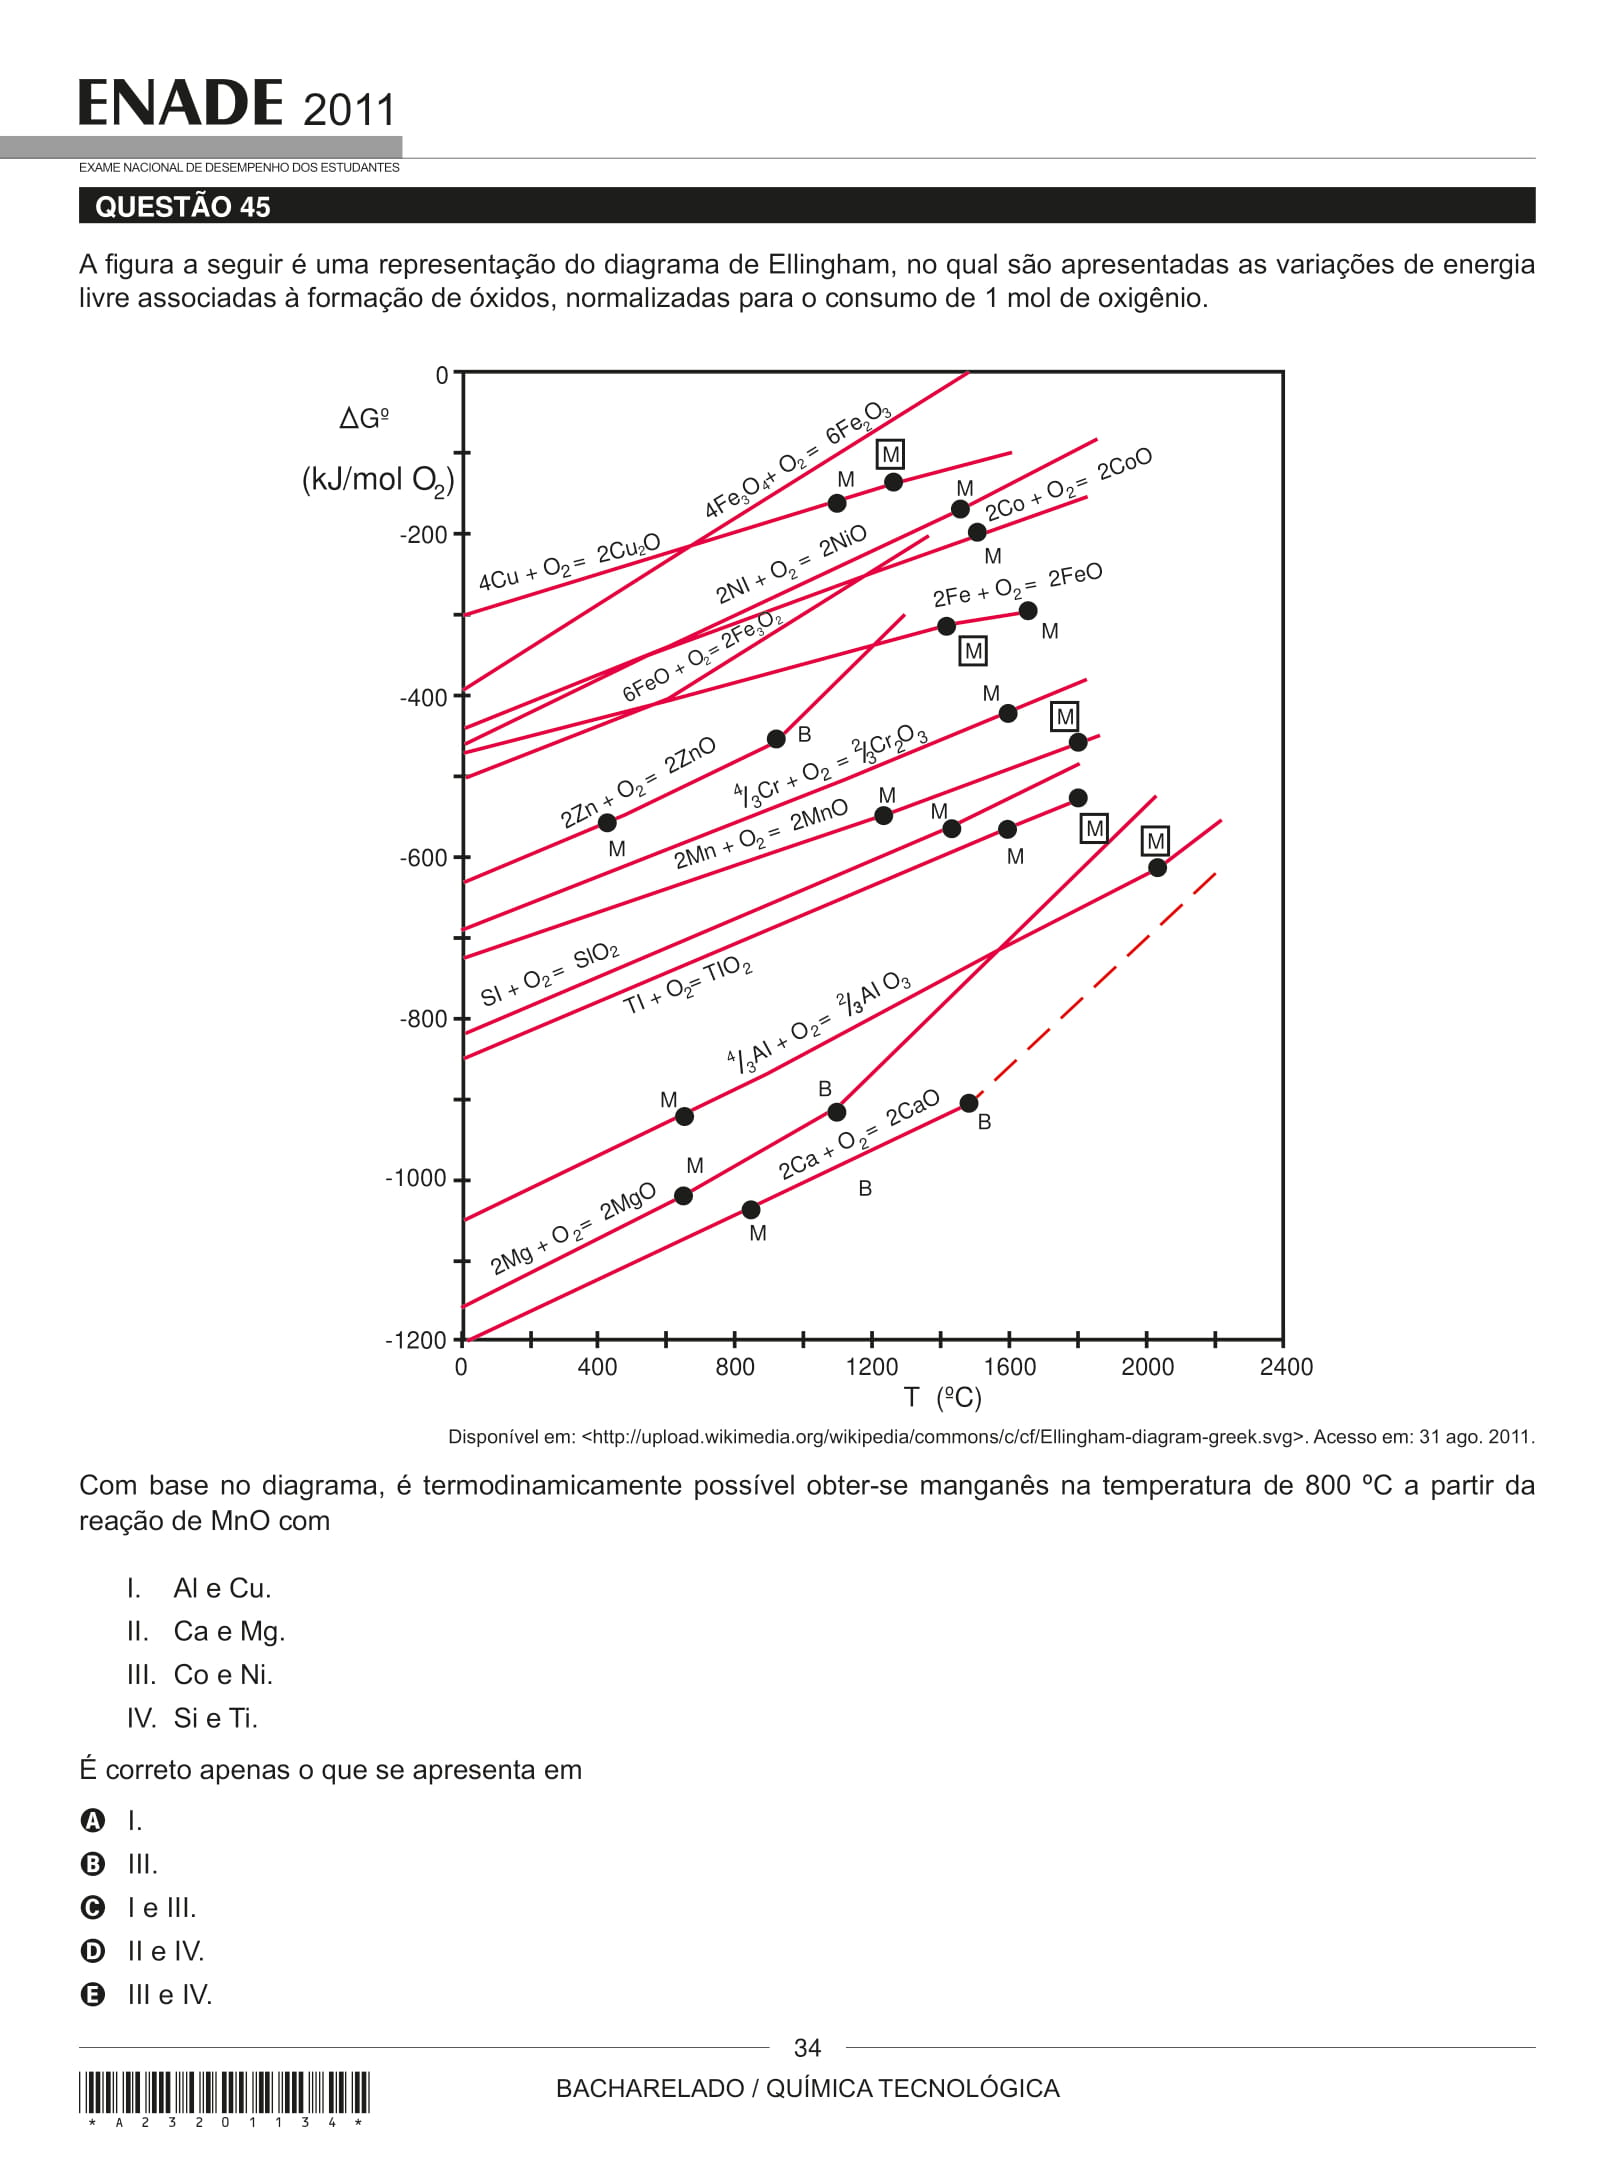 ENADE 2011
EXAME NACIONAL DE DESEMPENHO DOS ESTUDANTES
QUESTÃO 45
A figura a seguir é uma representação do diagrama de Ellingham, no qual são apresentadas as variações de energia
livre associadas à formação de óxidos, normalizadas para o consumo de 1 mol de oxigênio.
0
ΔGº
(kJ/mol O₂)
-200
-400
-600
-800
-1000
-1200
4Fe₃O₄+ O₂ = 6Fe₂O₃
M
M
4Cu + O₂ = 2Cu₂O
M
2Co + O₂ = 2CoO
2NI + O₂ = 2NiO
M
2Fe + O₂ = 2FeO
6FeO + O₂ = 2Fe₃O₂
M
M
M
M
2Zn + O₂ = 2ZnO
B
⁴/₃Cr + O₂ = ²/₃Cr₂O₃
M
2Mn + O₂ = 2MnO
M
M
M
M
M
SI + O₂ = SIO₂
TI + O₂= TIO₂
⁴/₃Al + O₂ = ²/₃Al O₃
M
B
2Ca + O₂ = 2CaO
B
M
B
2Mg + O₂ = 2MgO
M
0 400 800 1200 1600 2000 2400
T (ºC)
Disponível em: <http://upload.wikimedia.org/wikipedia/commons/c/cf/Ellingham-diagram-greek.svg>. Acesso em: 31 ago. 2011.
Com base no diagrama, é termodinamicamente possível obter-se manganês na temperatura de 800 ºC a partir da
reação de MnO com
I. Al e Cu.
II. Ca e Mg.
III. Co e Ni.
IV. Si e Ti.
É correto apenas o que se apresenta em
A I.
B III.
C I e III.
D II e IV.
E III e IV.
34
BACHARELADO / QUÍMICA TECNOLÓGICA
* A 2 3 2 0 1 1 3 4 *